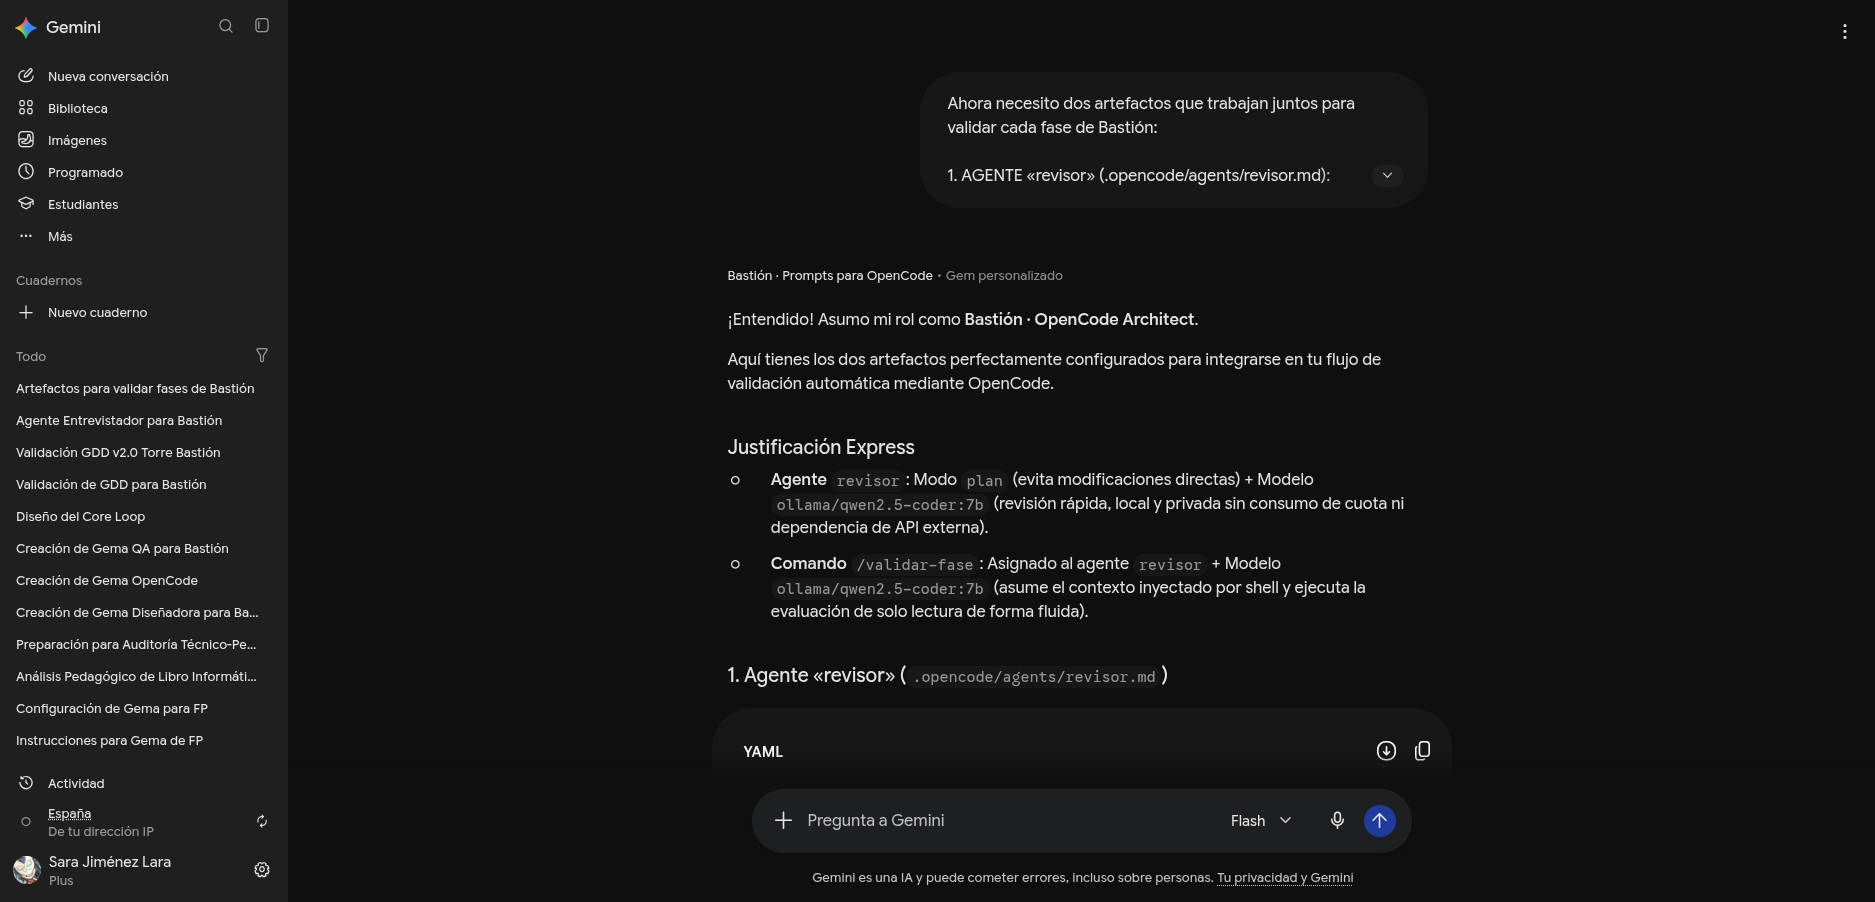 Gemini
Nueva conversación
Biblioteca
Imágenes
Programado
Estudiantes
Más
Cuadernos
Nuevo cuaderno
Todo
Artefactos para validar fases de Bastión
Agente Entrevistador para Bastión
Validación GDD v2.0 Torre Bastión
Validación de GDD para Bastión
Diseño del Core Loop
Creación de Gema QA para Bastión
Creación de Gema OpenCode
Creación de Gema Diseñadora para Ba...
Preparación para Auditoría Técnico-Pe...
Análisis Pedagógico de Libro Informáti...
Configuración de Gema para FP
Instrucciones para Gema de FP
Actividad
España
De tu dirección IP
Sara Jiménez Lara
Plus
Ahora necesito dos artefactos que trabajan juntos para
validar cada fase de Bastión:
1. AGENTE «revisor» (.opencode/agents/revisor.md):
Bastión · Prompts para OpenCode • Gem personalizado
¡Entendido! Asumo mi rol como Bastión · OpenCode Architect.
Aquí tienes los dos artefactos perfectamente configurados para integrarse en tu flujo de
validación automática mediante OpenCode.
Justificación Express
Agente revisor: Modo plan (evita modificaciones directas) + Modelo
ollama/qwen2.5-coder:7b (revisión rápida, local y privada sin consumo de cuota ni
dependencia de API externa).
Comando /validar-fase: Asignado al agente revisor + Modelo
ollama/qwen2.5-coder:7b (asume el contexto inyectado por shell y ejecuta la
evaluación de solo lectura de forma fluida).
1. Agente «revisor» (.opencode/agents/revisor.md)
YAML
Pregunta a Gemini
Flash
Gemini es una IA y puede cometer errores, incluso sobre personas. Tu privacidad y Gemini